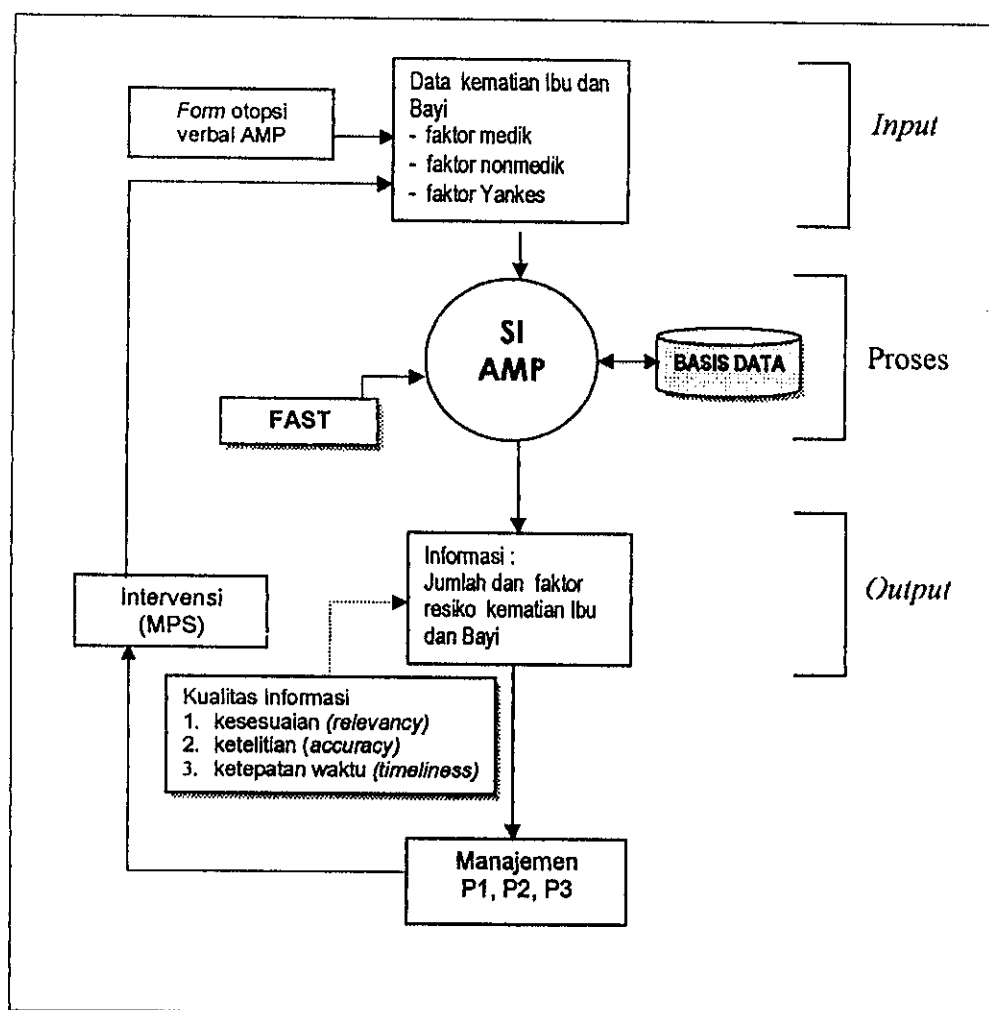 Form otopsi
verbal AMP
Data kematian Ibu dan
Bayi
- faktor medik
- faktor nonmedik
- faktor Yankes
Input
SI
AMP
BASIS DATA
Proses
FAST
Informasi :
Jumlah dan faktor
resiko kematian Ibu
dan Bayi
Output
Intervensi
(MPS)
Kualitas Informasi
1. kesesuaian (relevancy)
2. ketelitian (accuracy)
3. ketepatan waktu (timeliness)
Manajemen
P1, P2, P3